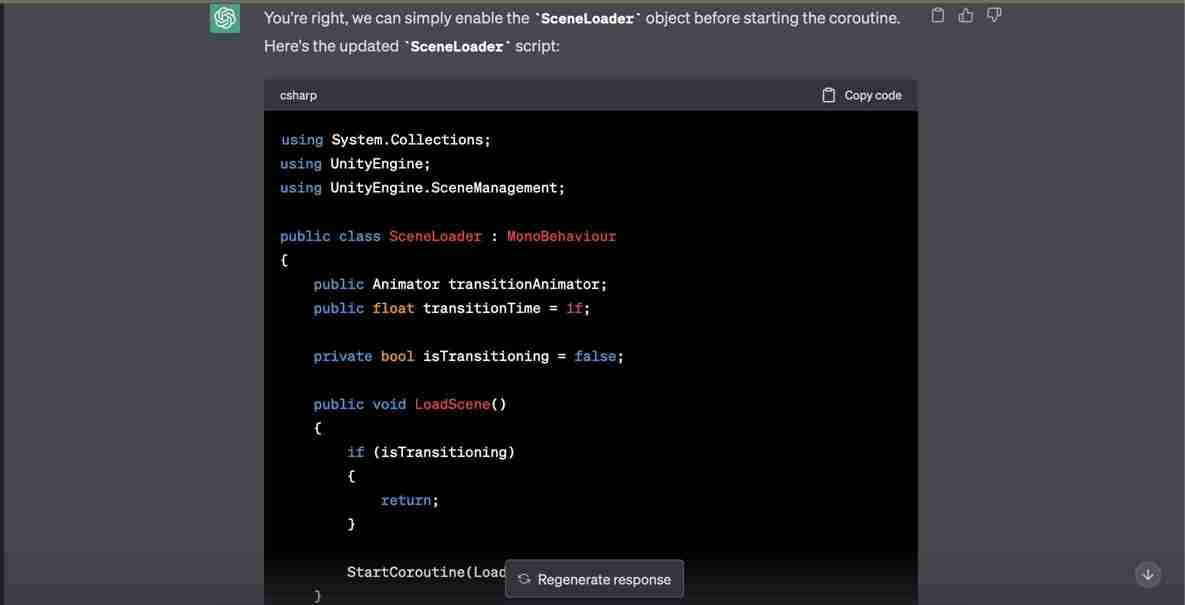 You're right, we can simply enable the `SceneLoader` object before starting the coroutine.
Here's the updated `SceneLoader` script:
csharp
Copy code
using System.Collections;
using UnityEngine;
using UnityEngine.SceneManagement;
public class SceneLoader : MonoBehaviour
{
    public Animator transitionAnimator;
    public float transitionTime = 1f;
    private bool isTransitioning = false;
    public void LoadScene()
    {
        if (isTransitioning)
        {
            return;
        }
        StartCoroutine(Load
Regenerate response
    }